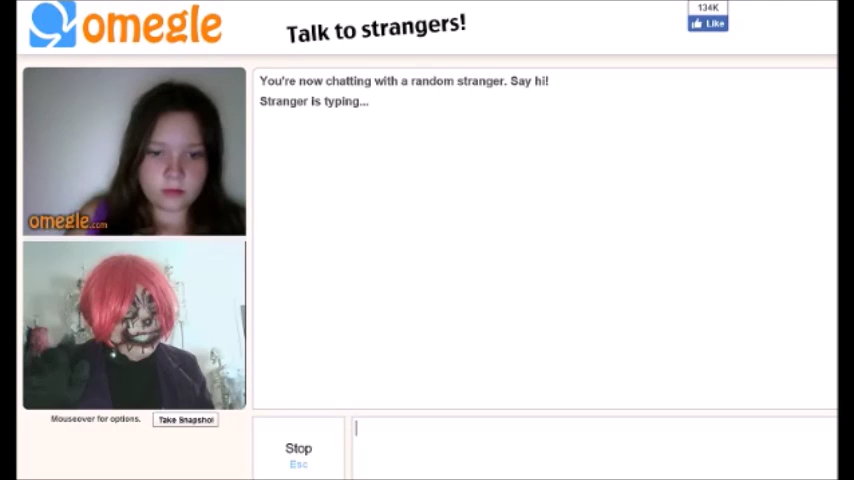 omegle
Talk to strangers!
134K
Like
You're now chatting with a random stranger. Say hi!
Stranger is typing...
omegle.com
Mouseover for options.
Take Snapshot
Stop
Esc